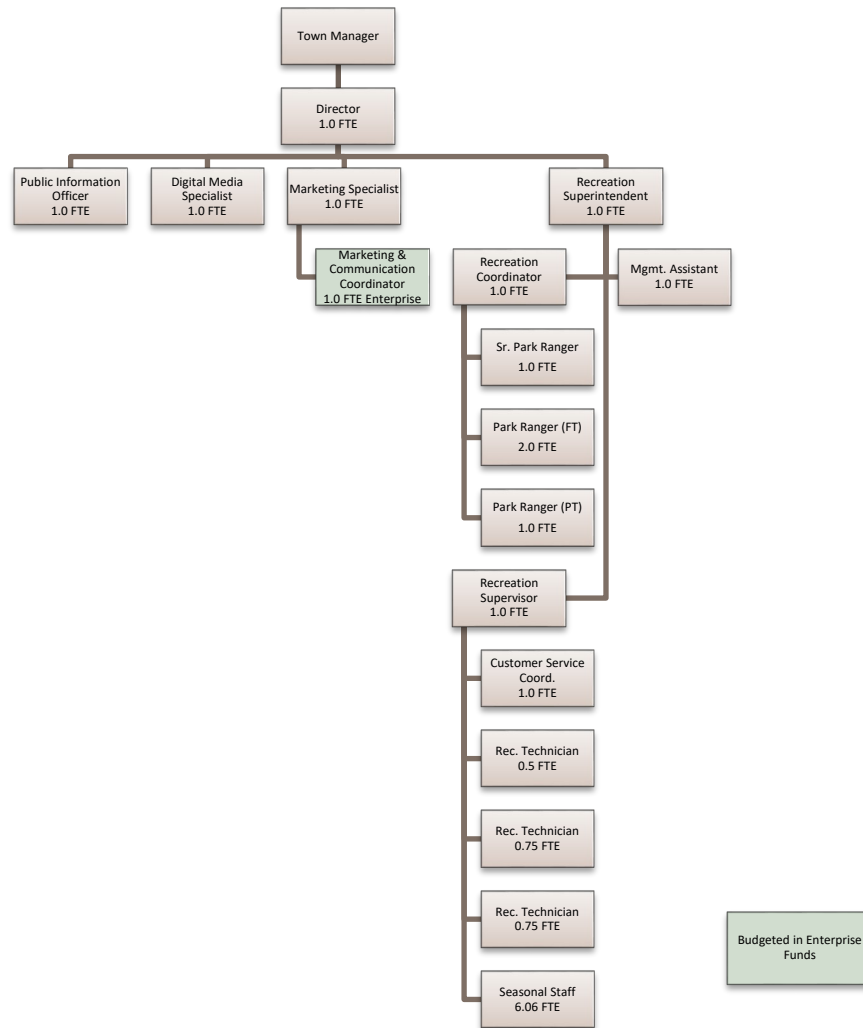 Town Manager
Director
1.0 FTE
Public Information
Officer
1.0 FTE
Digital Media
Specialist
1.0 FTE
Marketing Specialist
1.0 FTE
Recreation
Superintendent
1.0 FTE
Marketing &
Communication
Coordinator
1.0 FTE Enterprise
Recreation
Coordinator
1.0 FTE
Mgmt. Assistant
1.0 FTE
Sr. Park Ranger
1.0 FTE
Park Ranger (FT)
2.0 FTE
Park Ranger (PT)
1.0 FTE
Recreation
Supervisor
1.0 FTE
Customer Service
Coord.
1.0 FTE
Rec. Technician
0.5 FTE
Rec. Technician
0.75 FTE
Rec. Technician
0.75 FTE
Seasonal Staff
6.06 FTE
Budgeted in Enterprise
Funds